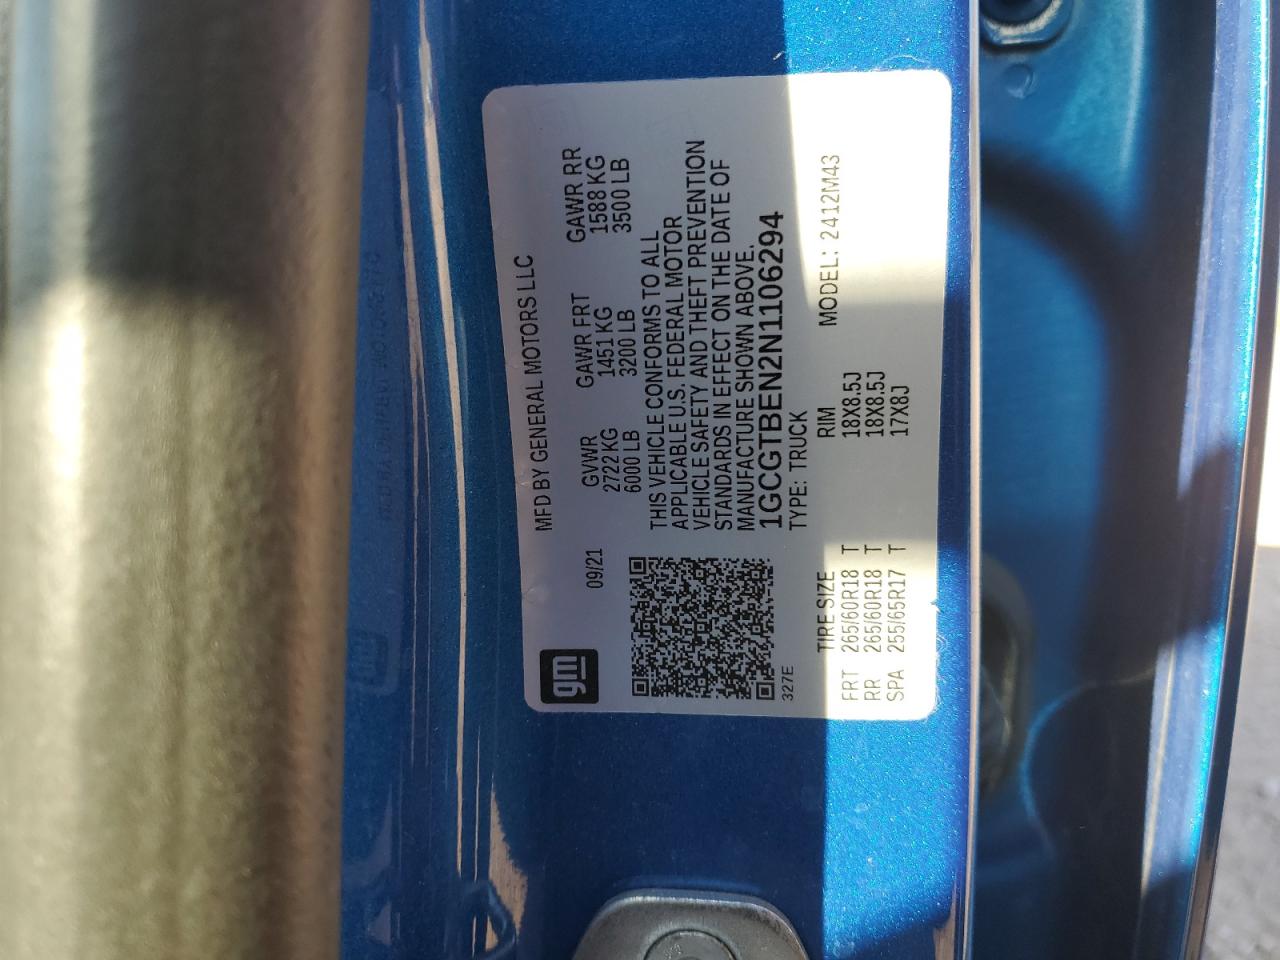 gm
MFD BY GENERAL MOTORS LLC
09/21
GVWR GAWR FRT GAWR RR
2722 KG 1451 KG 1588 KG
6000 LB 3200 LB 3500 LB
THIS VEHICLE CONFORMS TO ALL
APPLICABLE U.S. FEDERAL MOTOR
VEHICLE SAFETY AND THEFT PREVENTION
STANDARDS IN EFFECT ON THE DATE OF
MANUFACTURE SHOWN ABOVE.
1GCGTBEN2N1106294
327E TYPE: TRUCK
TIRE SIZE RIM MODEL: 2412M43
FRT 265/60R18 T 18X8.5J
RR 265/60R18 T 18X8.5J
SPA 255/65R17 T 17X8J